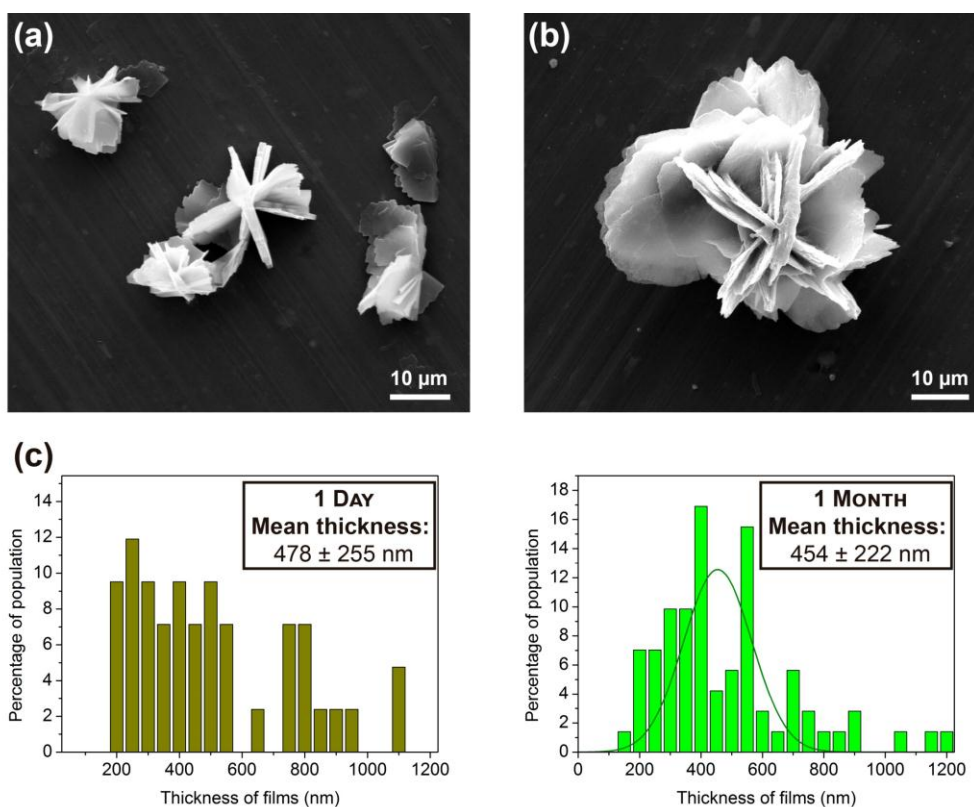 (a)
10 µm
(b)
10 µm
(c)
1 DAY
Mean thickness:
478 ± 255 nm
Percentage of population
14
12
10
8
6
4
2
0
200 400 600 800 1000 1200
Thickness of films (nm)
1 MONTH
Mean thickness:
454 ± 222 nm
Percentage of population
18
16
14
12
10
8
6
4
2
0
0 200 400 600 800 1000 1200
Thickness of films (nm)